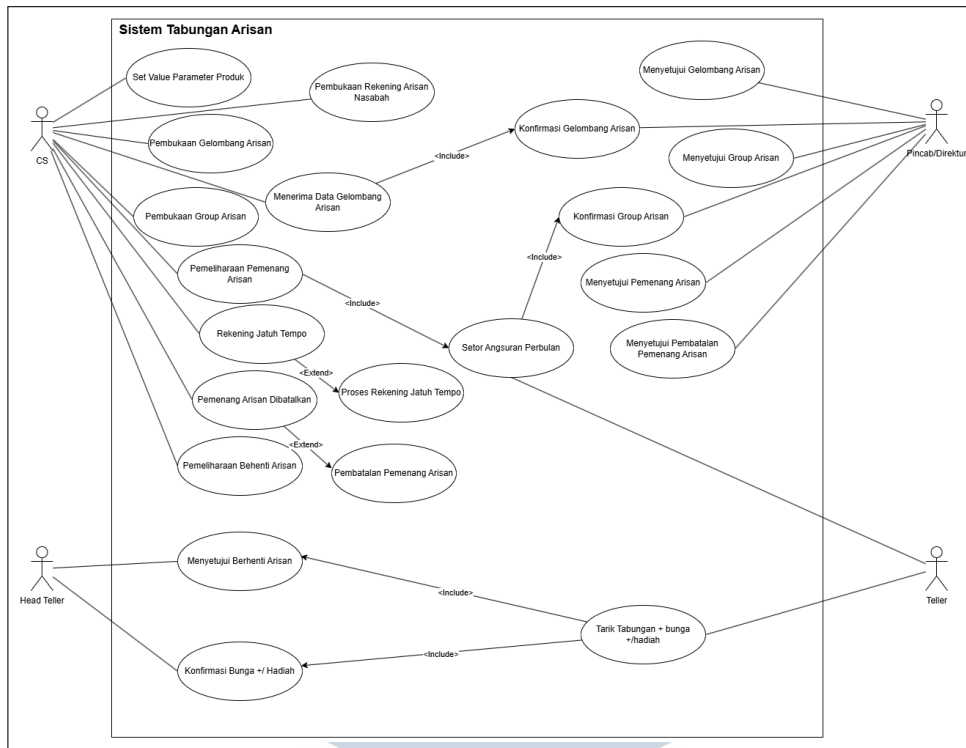 Sistem Tabungan Arisan
Set Value Parameter Produk
Menyetujui Gelombang Arisan
Pembukaan Rekening Arisan
Nasabah
CS
Pembukaan Gelombang Arisan
Konfirmasi Gelombang Arisan
Pincab/Direktur
<Include>
Menyetujui Group Arisan
Menerima Data Gelombang
Arisan
Pembukaan Group Arisan
Konfirmasi Group Arisan
<Include>
Pemeliharaan Pemenang
Arisan
Menyetujui Pemenang Arisan
<Include>
Rekening Jatuh Tempo
Setor Angsuran Perbulan
Menyetujui Pembatalan
Pemenang Arisan
<Extend>
Proses Rekening Jatuh Tempo
Pemenang Arisan Dibatalkan
<Extend>
Pemeliharaan Behenti Arisan
Pembatalan Pemenang Arisan
Menyetujui Berhenti Arisan
Head Teller
Teller
<Include>
Tarik Tabungan + bunga
+/hadiah
<Include>
Konfirmasi Bunga +/ Hadiah